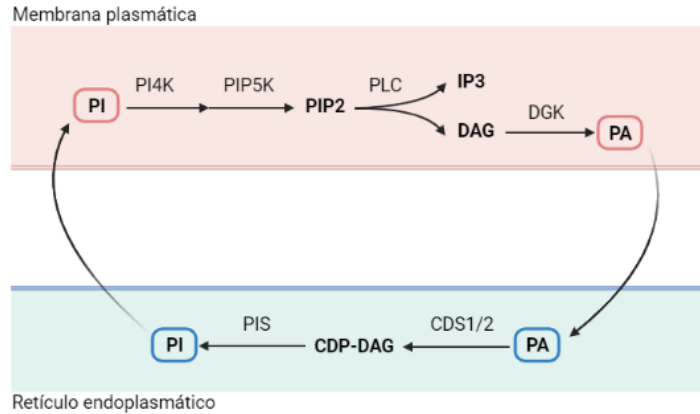 Membrana plasmática
PI
PI4K
PIP5K
PIP2
PLC
IP3
DAG
DGK
PA
PI
PIS
CDP-DAG
CDS1/2
PA
Retículo endoplasmático